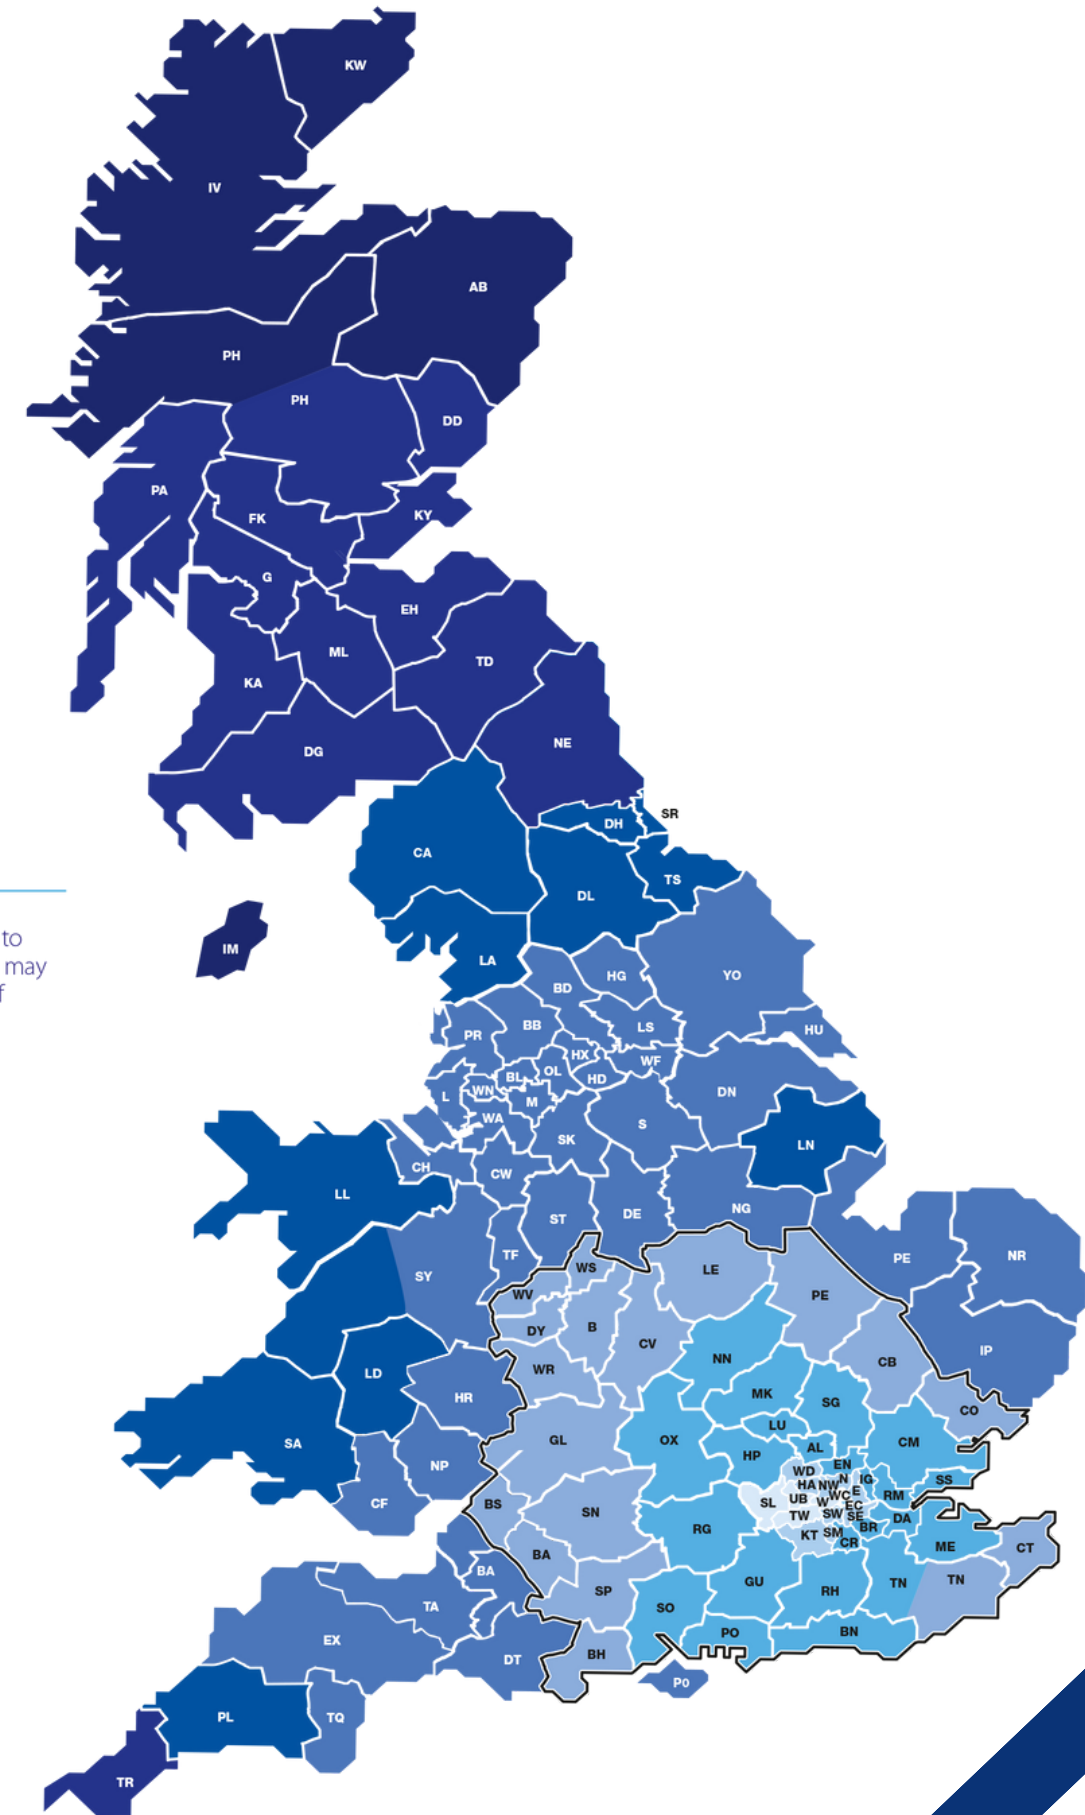 KW
IV
AB
PH
PH
DD
PA
FK
KY
G
EH
ML
TD
KA
NE
DG
SR
DH
CA
TS
DL
to
may
f
IM
LA
HG
YO
BD
BB
LS
HU
PR
HX
WF
OL
BL
HD
WN
L
M
DN
WA
S
SK
LN
CH
CW
LL
NG
ST
DE
TF
PE
NR
SY
WS
LE
WV
PE
DY
B
CV
IP
NN
CB
WR
LD
HR
MK
SG
CO
LU
GL
OX
CM
SA
AL
HP
NP
EN
WD
IG
SS
HA
NW
N
E
RM
CF
BS
SL
UB
W
WC
EC
SN
TW
SW
SE
DA
RG
BR
KT
SM
CR
ME
CT
BA
BA
GU
TN
TN
SP
RH
TA
SO
EX
PO
BN
DT
BH
PO
PL
TQ
TR